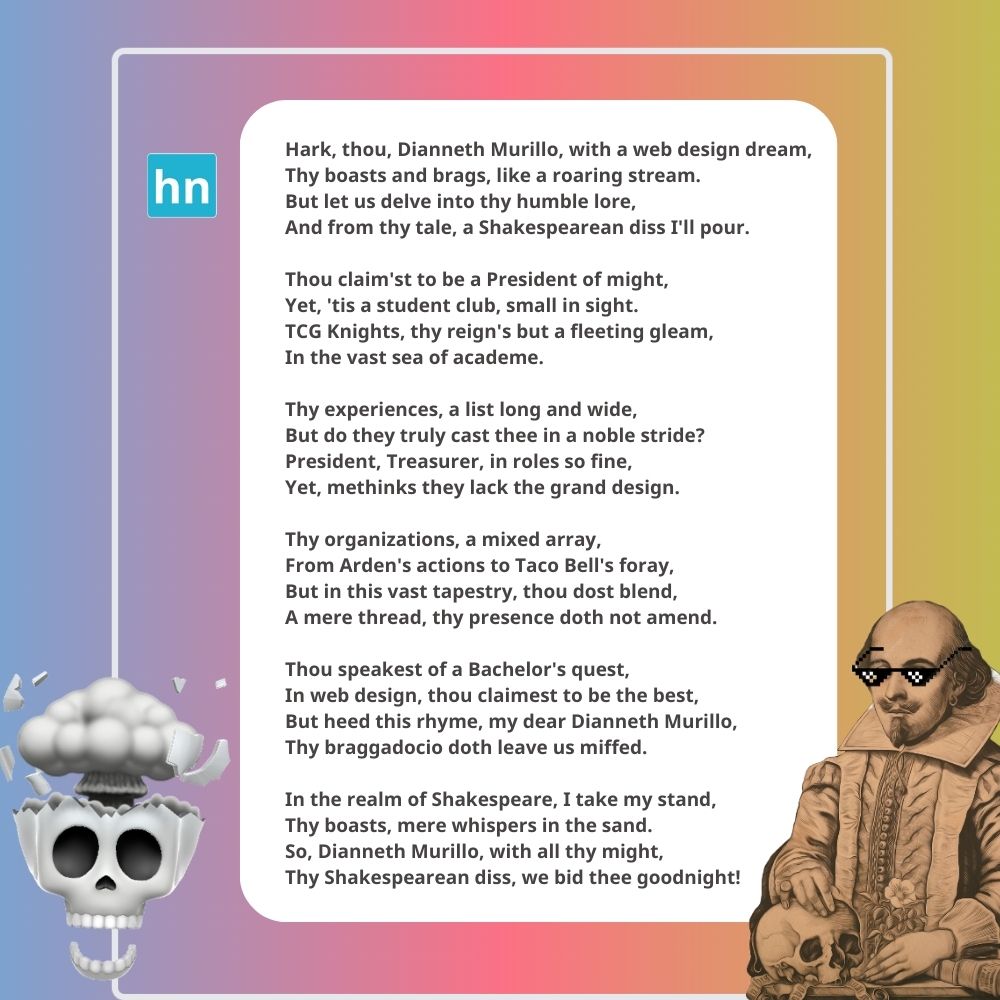 hn
Hark, thou, Dianneth Murillo, with a web design dream,
Thy boasts and brags, like a roaring stream.
But let us delve into thy humble lore,
And from thy tale, a Shakespearean diss I'll pour.
Thou claim'st to be a President of might,
Yet, 'tis a student club, small in sight.
TCG Knights, thy reign's but a fleeting gleam,
In the vast sea of academe.
Thy experiences, a list long and wide,
But do they truly cast thee in a noble stride?
President, Treasurer, in roles so fine,
Yet, methinks they lack the grand design.
Thy organizations, a mixed array,
From Arden's actions to Taco Bell's foray,
But in this vast tapestry, thou dost blend,
A mere thread, thy presence doth not amend.
Thou speakest of a Bachelor's quest,
In web design, thou claimest to be the best,
But heed this rhyme, my dear Dianneth Murillo,
Thy braggadocio doth leave us miffed.
In the realm of Shakespeare, I take my stand,
Thy boasts, mere whispers in the sand.
So, Dianneth Murillo, with all thy might,
Thy Shakespearean diss, we bid thee goodnight!